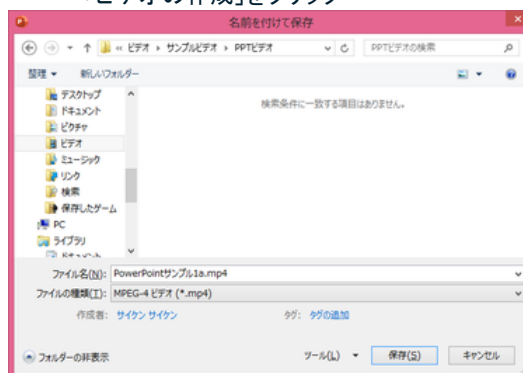 「ビデオの作成」をクリック
名前を付けて保存
« ビデオ ▸ サンプルビデオ ▸ PPTビデオ
PPTビデオの検索
整理 新しいフォルダー
デスクトップ
ドキュメント
ピクチャ
ビデオ
ミュージック
リンク
検索
保存したゲーム
PC
ライブラリ
検索条件に一致する項目はありません。
ファイル名(N): PowerPointサンプル1a.mp4
ファイルの種類(T): MPEG-4 ビデオ (*.mp4)
作成者: サイケン サイケン タグ: タグの追加
フォルダーの非表示 ツール(L) 保存(S) キャンセル